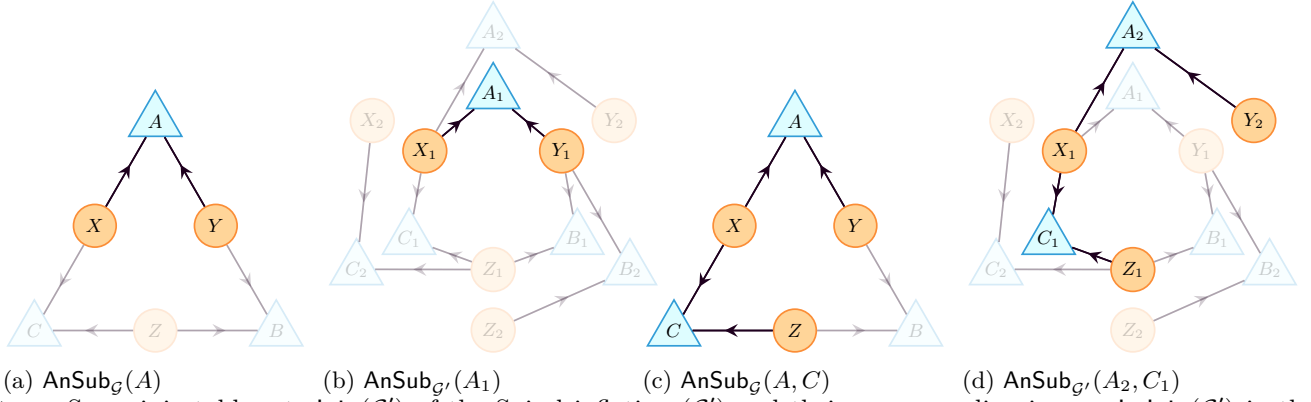 A
X
Y
C
Z
B
(a) AnSub_G(A)
A₂
A₁
X₂
Y₂
X₁
Y₁
C₁
B₁
C₂
Z₁
B₂
Z₂
(b) AnSub_G′(A₁)
A
X
Y
C
Z
B
(c) AnSub_G(A, C)
A₂
A₁
X₂
Y₂
X₁
Y₁
C₁
B₁
C₂
Z₁
B₂
Z₂
(d) AnSub_G′(A₂, C₁)